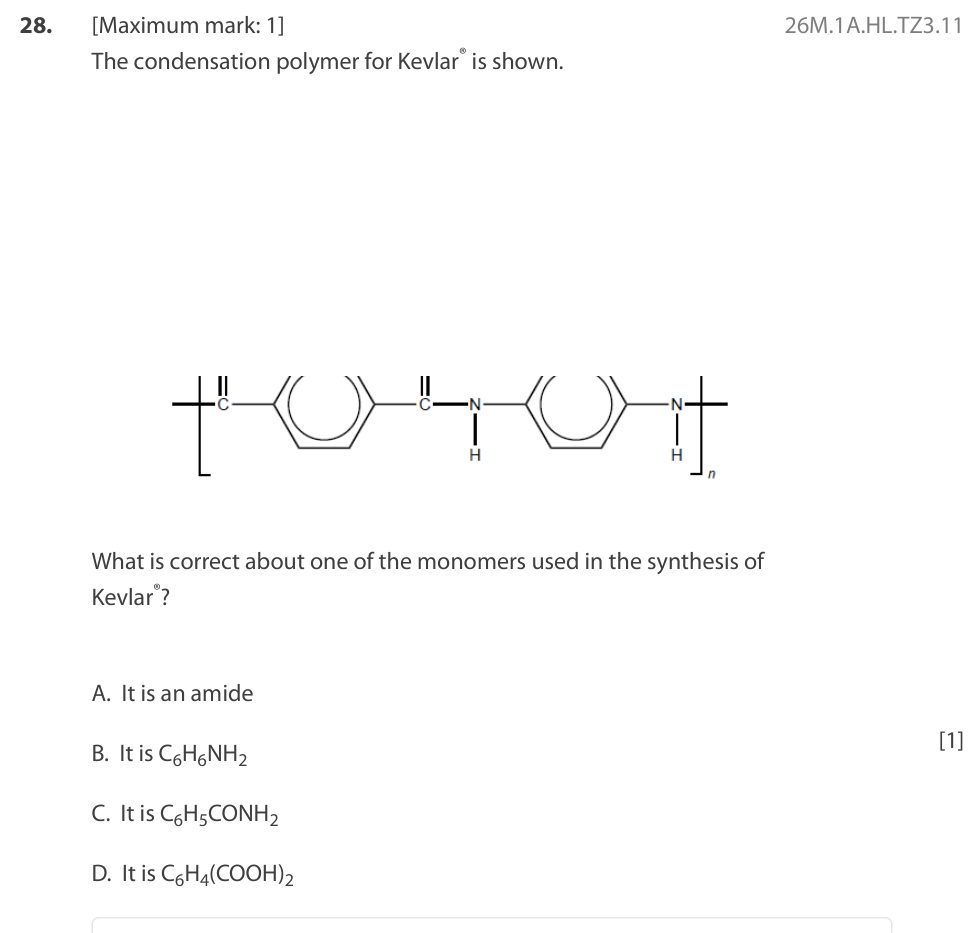 28. [Maximum mark: 1] 26M.1A.HL.TZ3.11
The condensation polymer for Kevlar® is shown.
C C N N
H H
n
What is correct about one of the monomers used in the synthesis of
Kevlar®?
A. It is an amide
B. It is C₆H₆NH₂
[1]
C. It is C₆H₅CONH₂
D. It is C₆H₄(COOH)₂